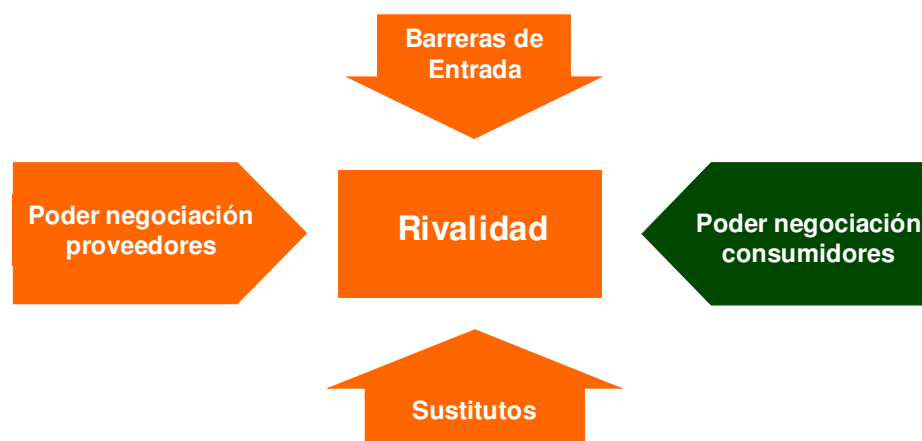 Barreras de
Entrada
Poder negociación
proveedores
Rivalidad
Poder negociación
consumidores
Sustitutos